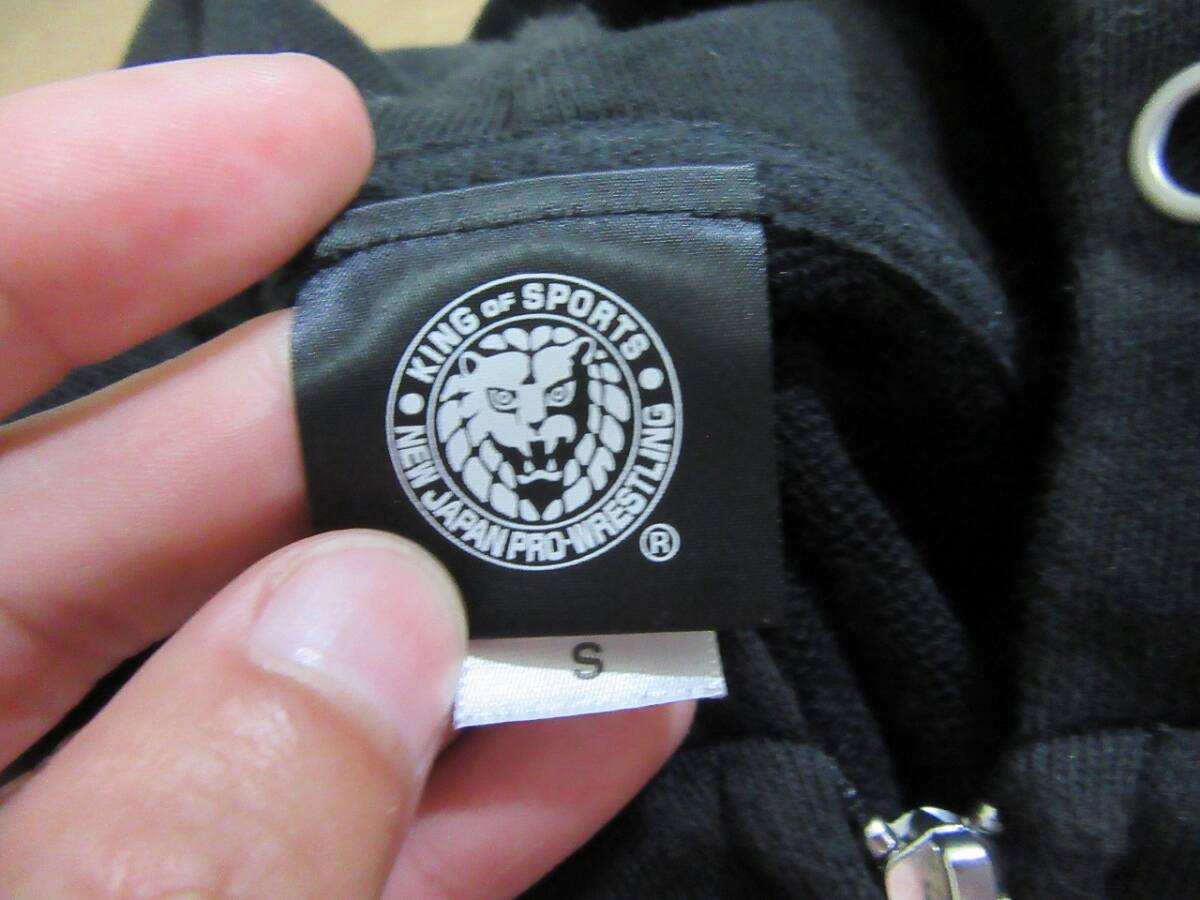 KING OF SPORTS
NEW JAPAN PRO-WRESTLING
®
S